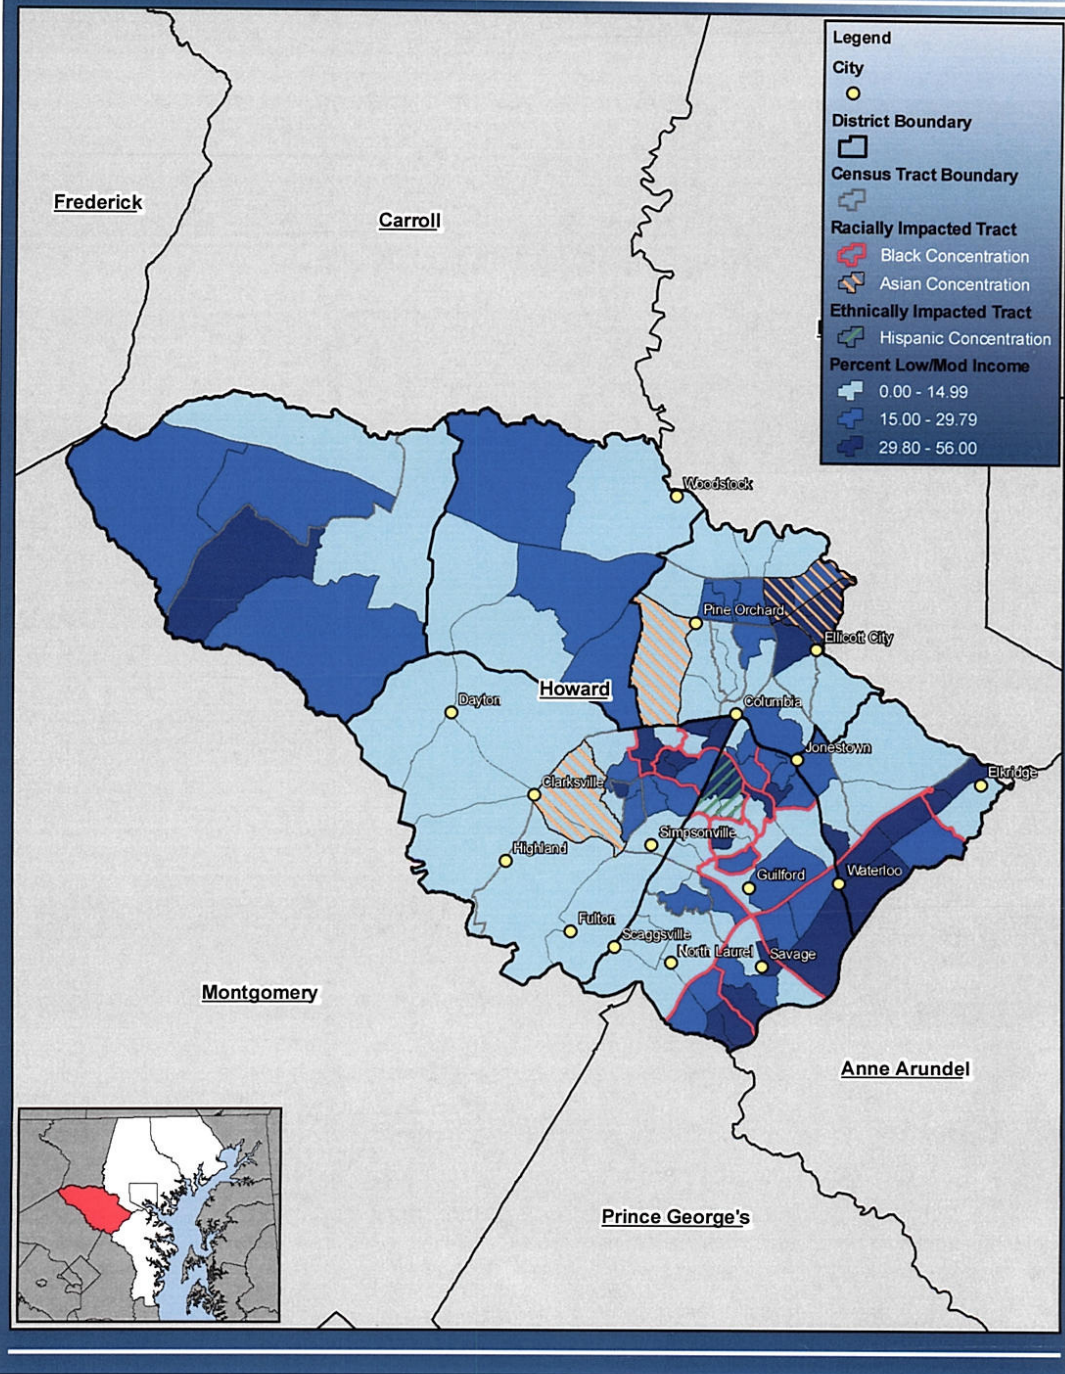 Legend
City
District Boundary
Census Tract Boundary
Racially Impacted Tract
Black Concentration
Asian Concentration
Ethnically Impacted Tract
Hispanic Concentration
Percent Low/Mod Income
0.00 - 14.99
15.00 - 29.79
29.80 - 56.00
Frederick
Carroll
Woodstock
Pine Orchard
Ellicott City
Howard
Dayton
Columbia
Jonestown
Elkridge
Clarksville
Simpsonville
Highland
Guilford
Waterloo
Fulton
Scaggsville
North Laurel
Savage
Montgomery
Anne Arundel
Prince George's